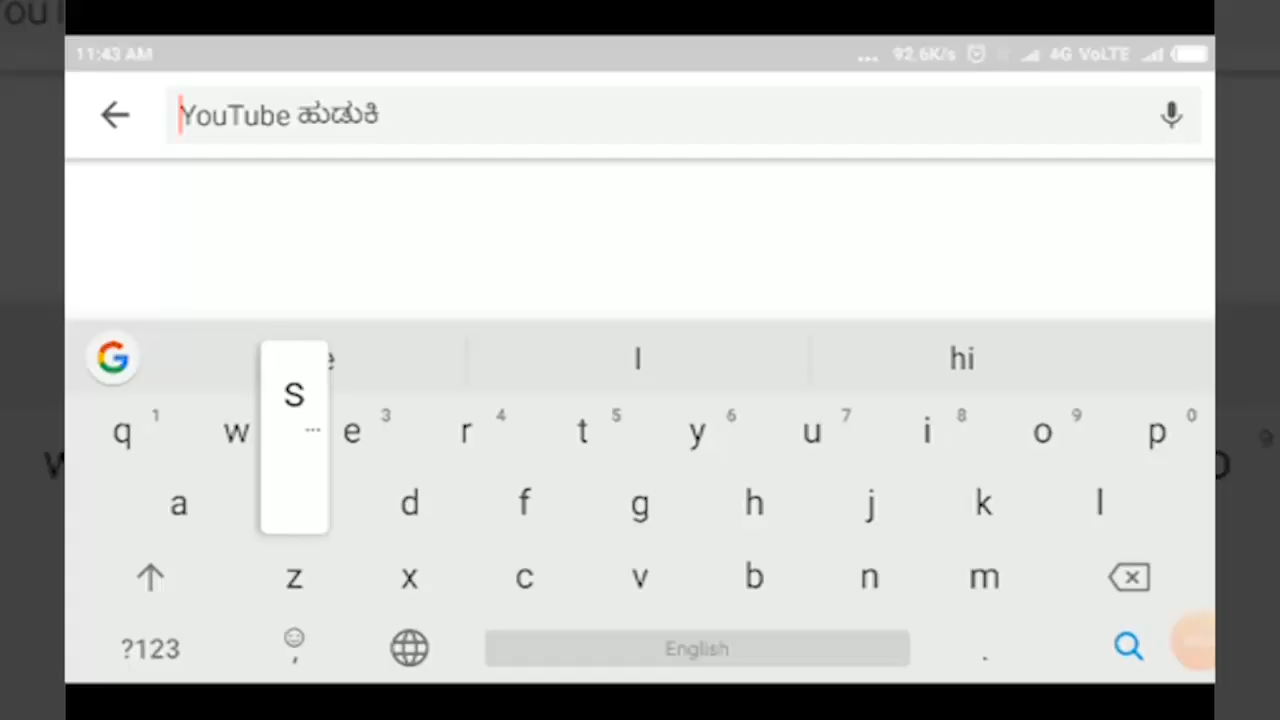 11:43 AM
... 92.6K/s 4G VoLTE
YouTube ಹುಡುಕಿ
I hi
q 1 w e 3 r 4 t 5 y 6 u 7 i 8 o 9 p 0
S
...
a d f g h j k l
z x c v b n m
?123 , English .